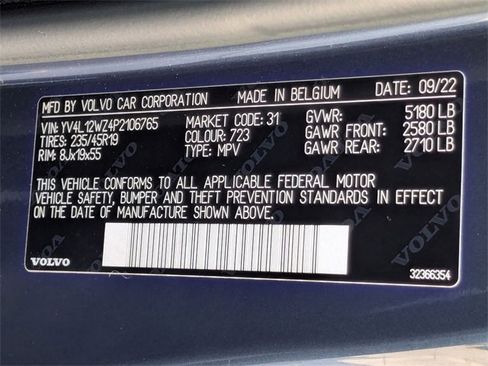 MFD BY VOLVO CAR CORPORATION MADE IN BELGIUM DATE: 09/22
VIN: YV4L12WZ4P2106765 MARKET CODE: 31 GVWR: 5180 LB
TIRES: 235/45R19 COLOUR: 723 GAWR FRONT: 2580 LB
RIM: 8Jx19x55 TYPE: MPV GAWR REAR: 2710 LB
THIS VEHICLE CONFORMS TO ALL APPLICABLE FEDERAL MOTOR
VEHICLE SAFETY, BUMPER AND THEFT PREVENTION STANDARDS IN EFFECT
ON THE DATE OF MANUFACTURE SHOWN ABOVE.
VOLVO 32366354